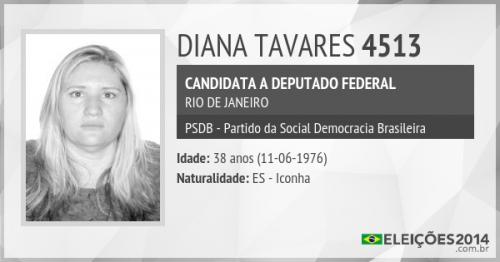 DIANA TAVARES 4513
CANDIDATA A DEPUTADO FEDERAL
RIO DE JANEIRO
PSDB - Partido da Social Democracia Brasileira
Idade: 38 anos (11-06-1976)
Naturalidade: ES - Iconha
ELEIÇÕES2014
.com.br